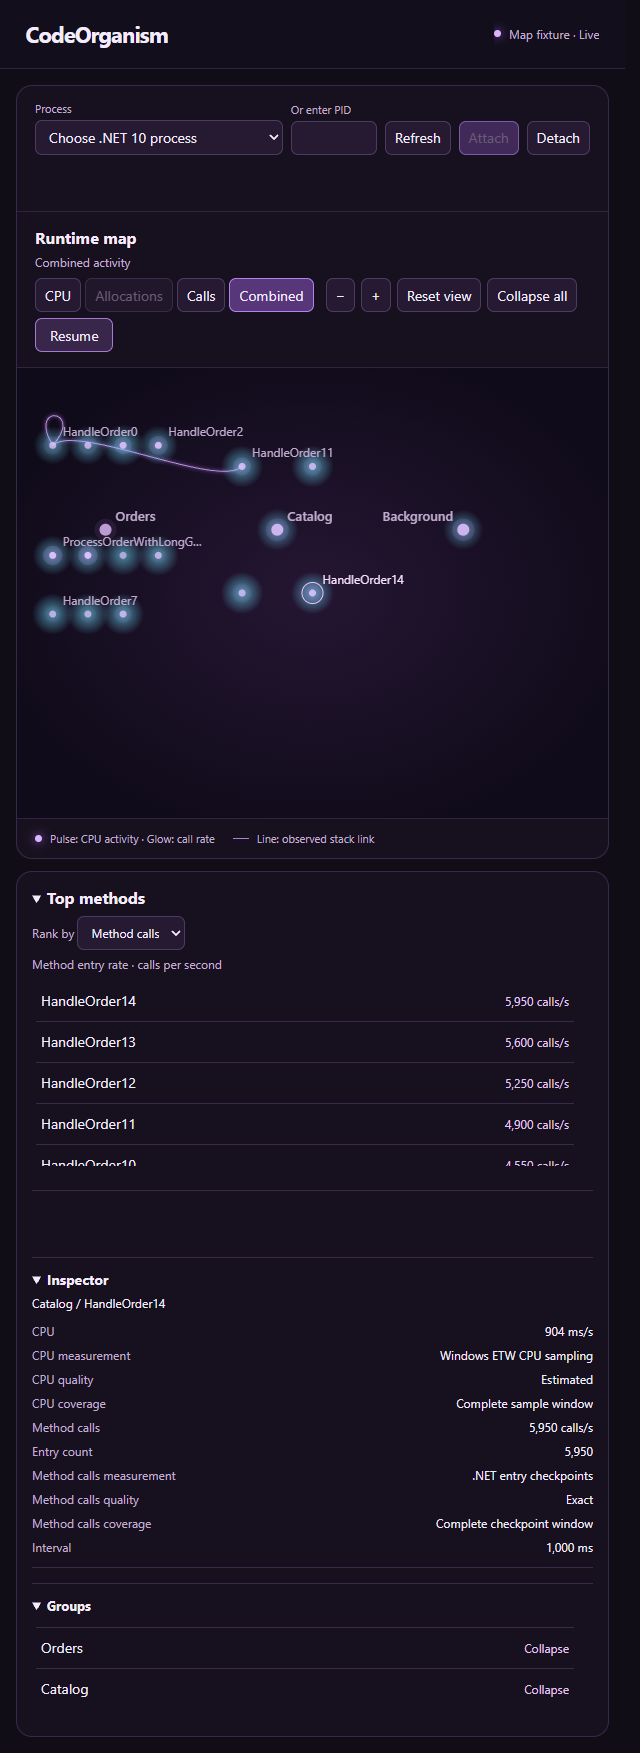 CodeOrganism
Map fixture · Live
Process
Or enter PID
Choose .NET 10 process
Refresh
Attach
Detach
Runtime map
Combined activity
CPU
Allocations
Calls
Combined
−
+
Reset view
Collapse all
Resume
HandleOrder0
HandleOrder2
HandleOrder11
Orders
Catalog
Background
ProcessOrderWithLongG...
HandleOrder14
HandleOrder7
Pulse: CPU activity · Glow: call rate
Line: observed stack link
▼ Top methods
Rank by
Method calls
Method entry rate · calls per second
HandleOrder14 5,950 calls/s
HandleOrder13 5,600 calls/s
HandleOrder12 5,250 calls/s
HandleOrder11 4,900 calls/s
HandleOrder10 4,550 calls/s
▼ Inspector
Catalog / HandleOrder14
CPU 904 ms/s
CPU measurement Windows ETW CPU sampling
CPU quality Estimated
CPU coverage Complete sample window
Method calls 5,950 calls/s
Entry count 5,950
Method calls measurement .NET entry checkpoints
Method calls quality Exact
Method calls coverage Complete checkpoint window
Interval 1,000 ms
▼ Groups
Orders Collapse
Catalog Collapse